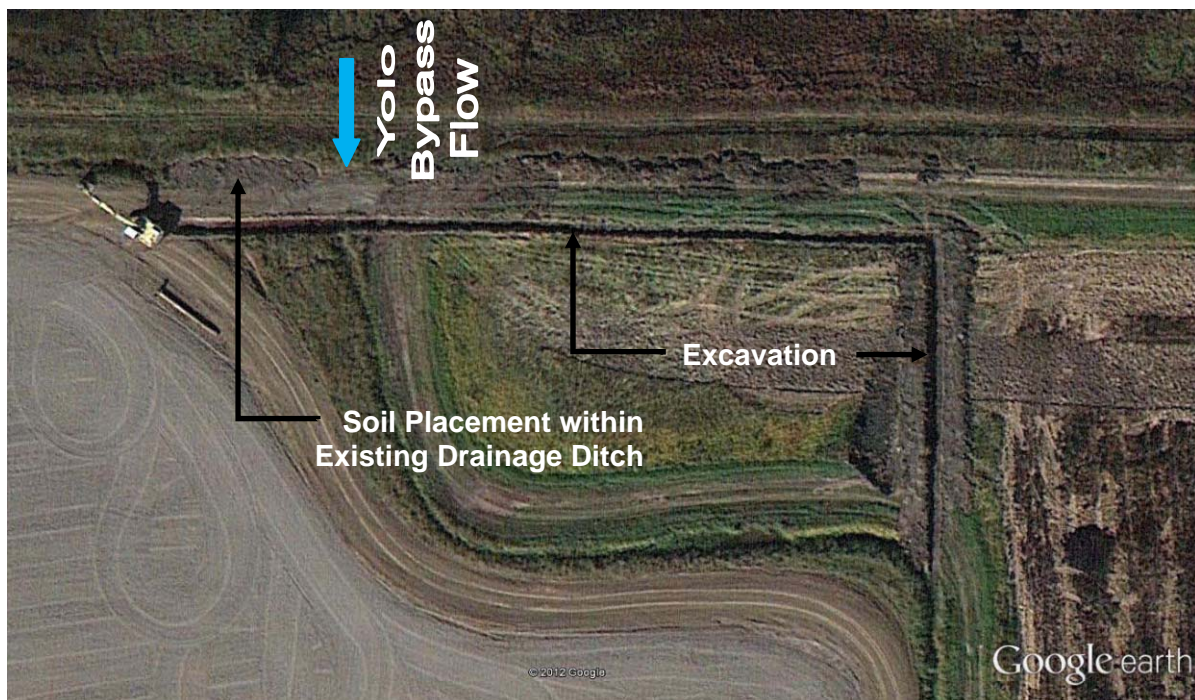 Yolo
Bypass
Flow
Excavation
Soil Placement within
Existing Drainage Ditch
© 2012 Google
Google earth